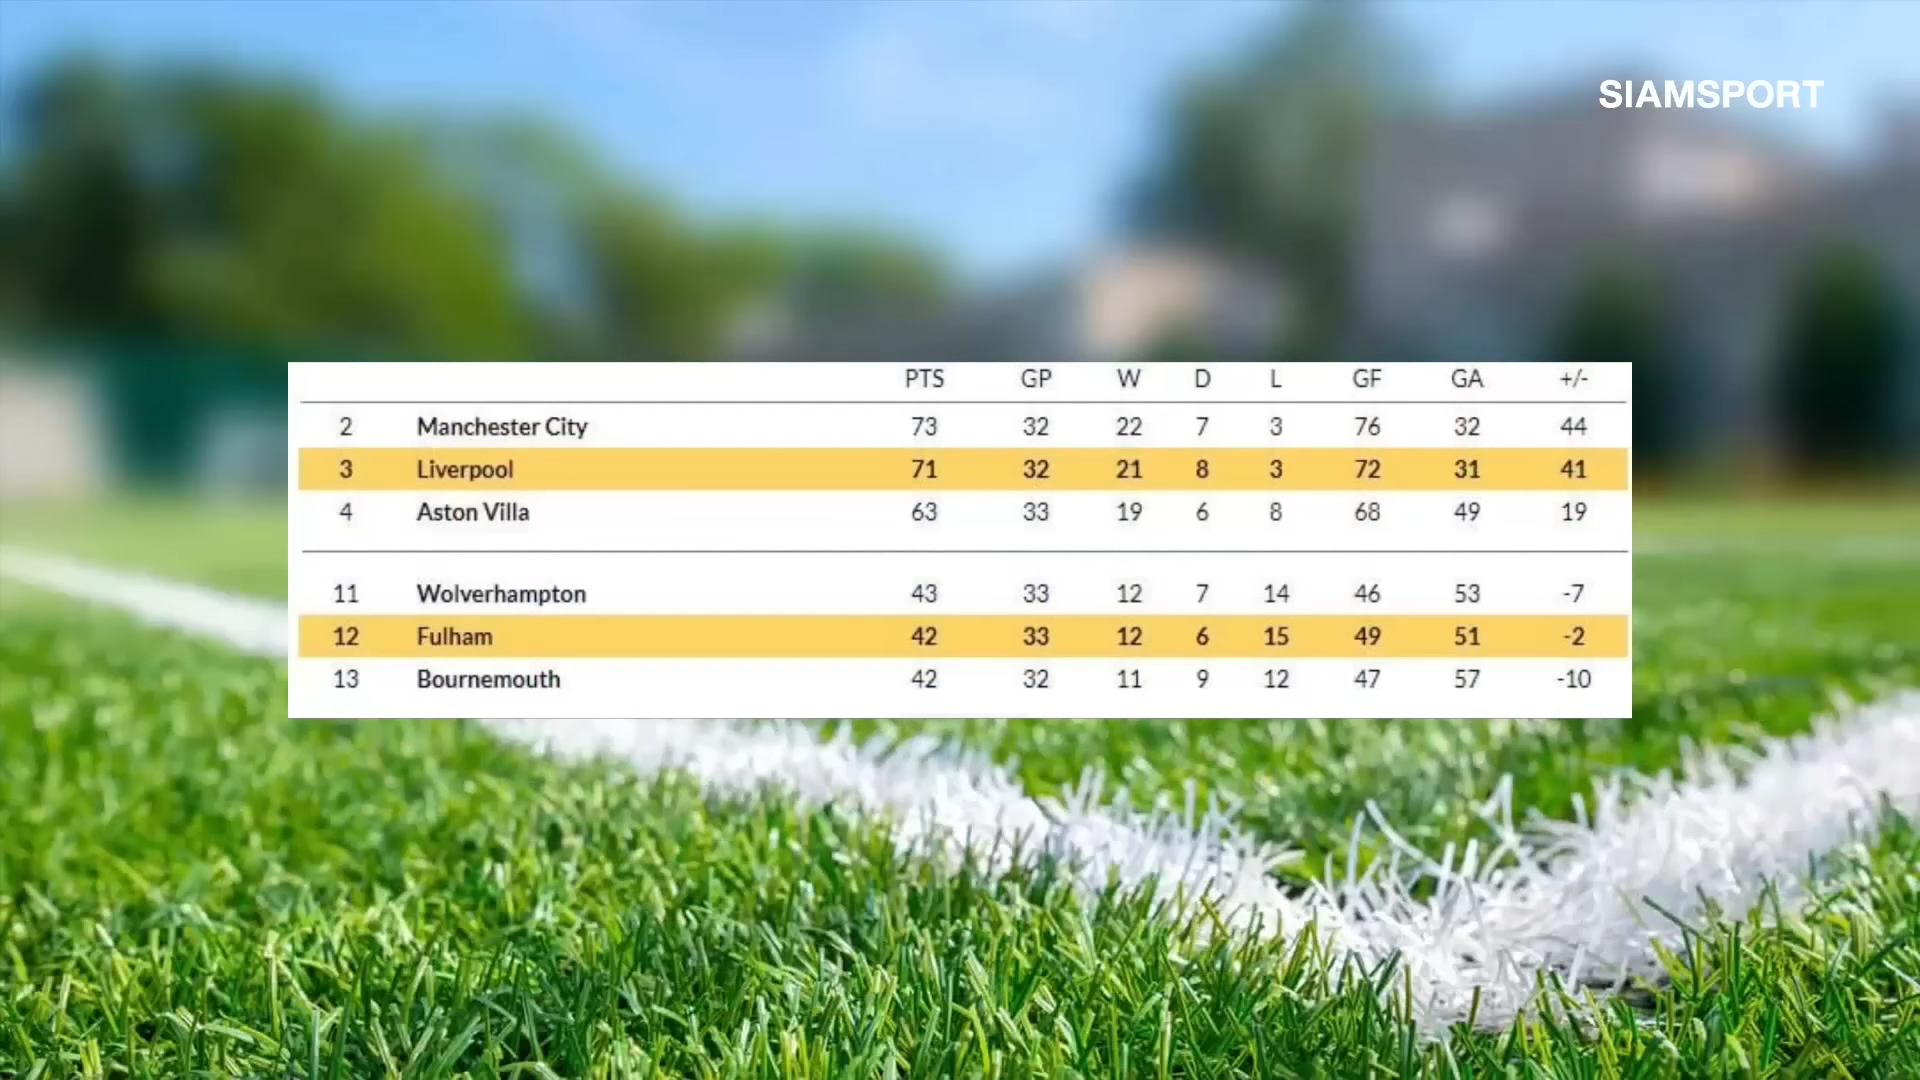 SIAMSPORT
PTS GP W D L GF GA +/-
2 Manchester City 73 32 22 7 3 76 32 44
3 Liverpool 71 32 21 8 3 72 31 41
4 Aston Villa 63 33 19 6 8 68 49 19
11 Wolverhampton 43 33 12 7 14 46 53 -7
12 Fulham 42 33 12 6 15 49 51 -2
13 Bournemouth 42 32 11 9 12 47 57 -10